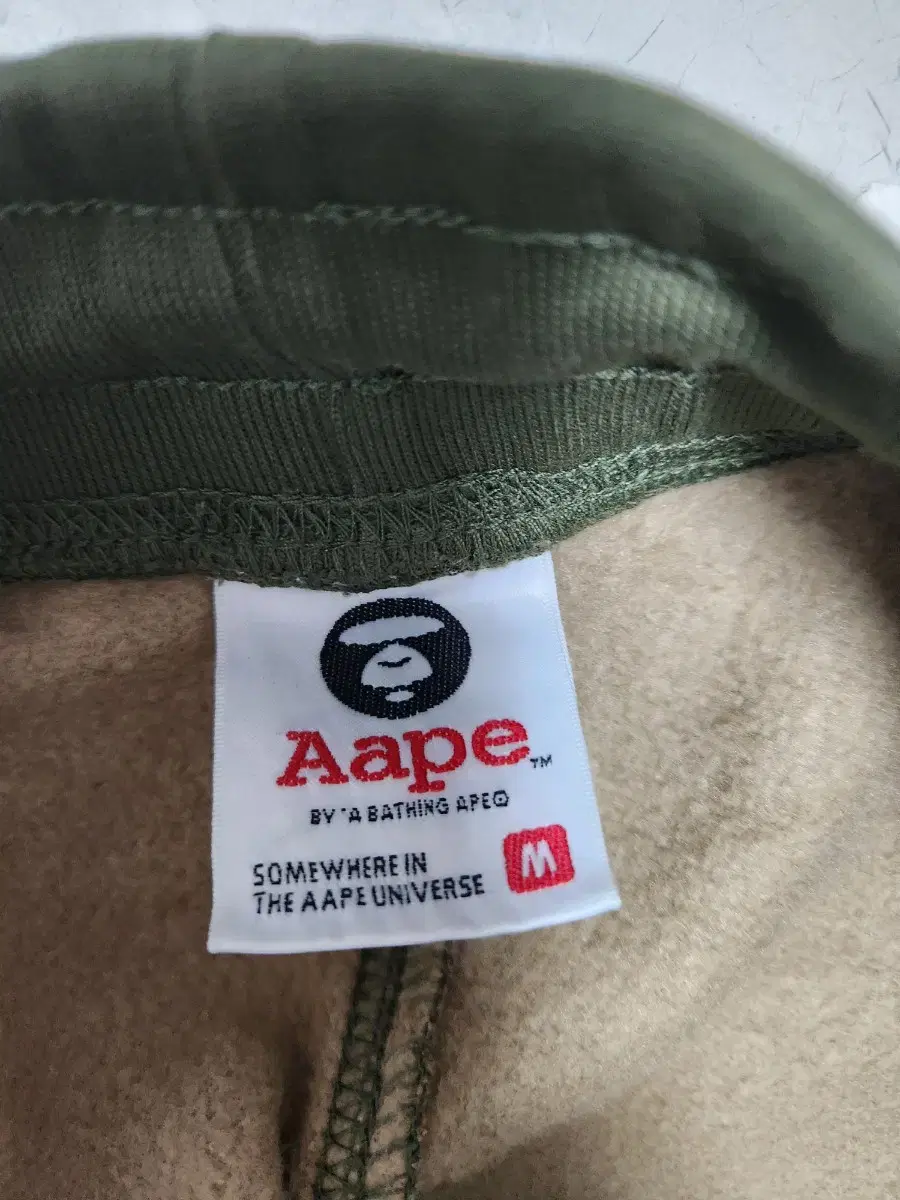 Aape™
BY *A BATHING APE®
SOMEWHERE IN
THE AAPE UNIVERSE
M